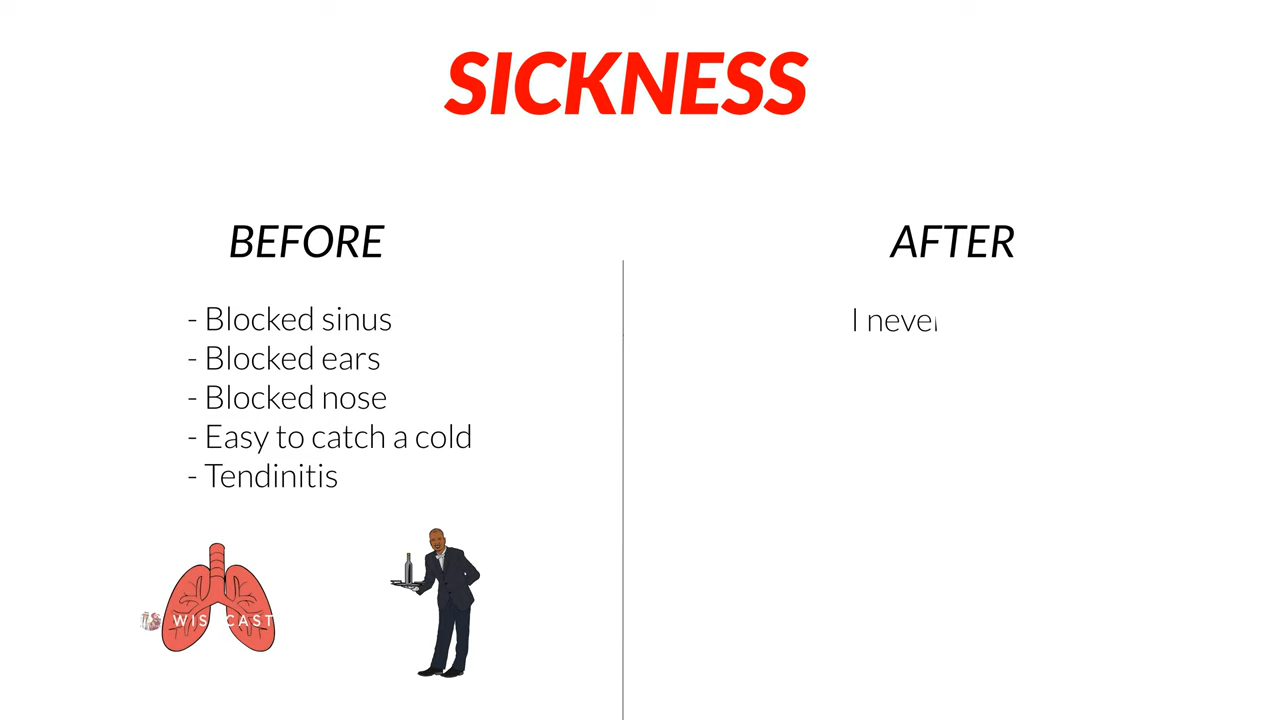 SICKNESS
BEFORE
- Blocked sinus
- Blocked ears
- Blocked nose
- Easy to catch a cold
- Tendinitis
AFTER
I never